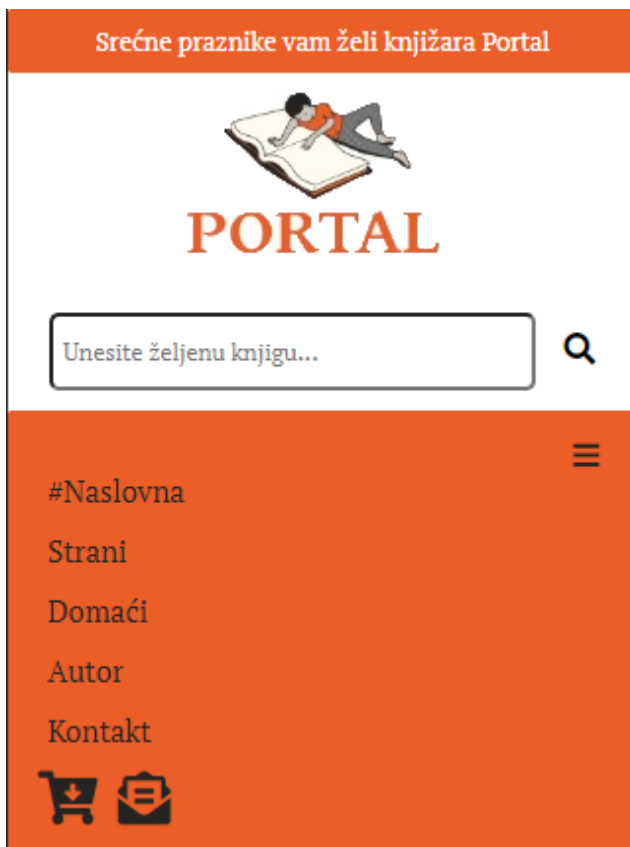 Srećne praznike vam želi knjižara Portal
PORTAL
Unesite željenu knjigu...
#Naslovna
Strani
Domaći
Autor
Kontakt